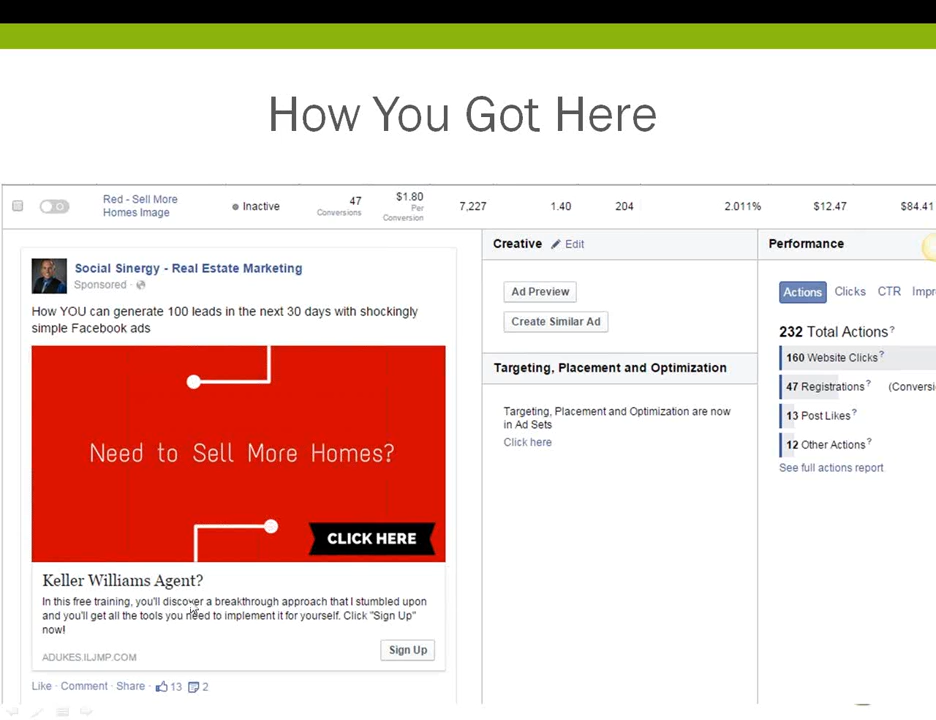 How You Got Here
Red - Sell More
Homes Image
Inactive
47
Conversions
$1.80
Per
Conversion
7,227
1.40
204
2.011%
$12.47
$84.41
Social Sinergy - Real Estate Marketing
Sponsored ·
How YOU can generate 100 leads in the next 30 days with shockingly
simple Facebook ads
Need to Sell More Homes?
CLICK HERE
Keller Williams Agent?
In this free training, you'll discover a breakthrough approach that I stumbled upon
and you'll get all the tools you need to implement it for yourself. Click "Sign Up"
now!
ADUKES.ILJMP.COM
Sign Up
Like · Comment · Share · 13 2
Creative Edit
Ad Preview
Create Similar Ad
Targeting, Placement and Optimization
Targeting, Placement and Optimization are now
in Ad Sets
Click here
Performance
Actions Clicks CTR Impr
232 Total Actions?
160 Website Clicks?
47 Registrations? (Conversi
13 Post Likes?
12 Other Actions?
See full actions report